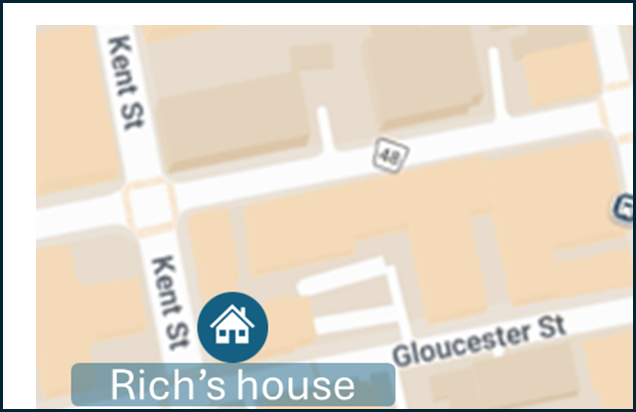 Kent St
48
Kent St
Gloucester St
Rich's house